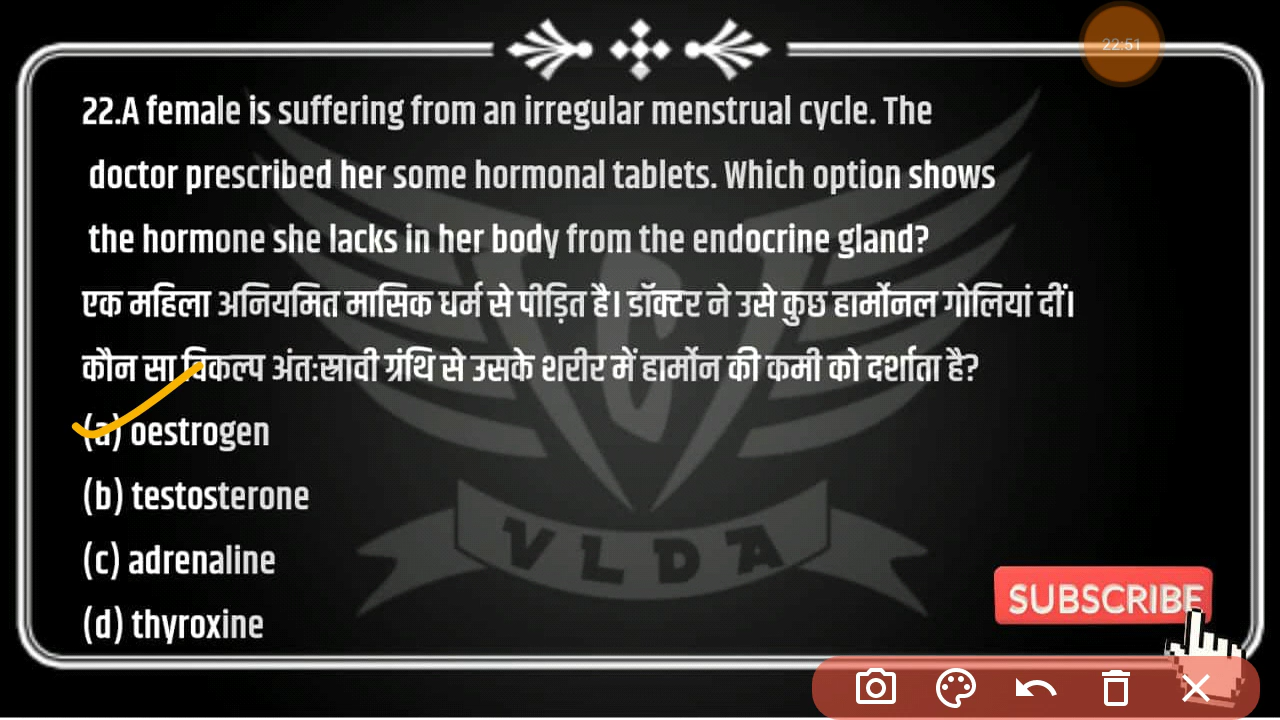 22:51
22.A female is suffering from an irregular menstrual cycle. The
doctor prescribed her some hormonal tablets. Which option shows
the hormone she lacks in her body from the endocrine gland?
एक महिला अनियमित मासिक धर्म से पीड़ित है। डॉक्टर ने उसे कुछ हार्मोनल गोलियां दीं।
कौन सा विकल्प अंत:स्रावी ग्रंथि से उसके शरीर में हार्मोन की कमी को दर्शाता है?
(a) oestrogen
(b) testosterone
(c) adrenaline
(d) thyroxine
VLDA
SUBSCRIBE